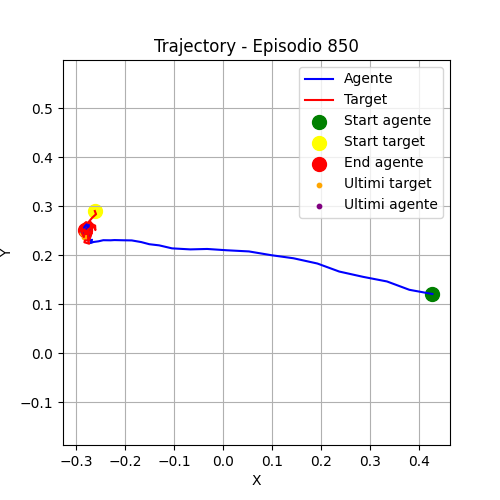 Trajectory - Episodio 850
Agente
Target
Start agente
Start target
End agente
Ultimi target
Ultimi agente
0.5
0.4
0.3
0.2
0.1
0.0
−0.1
Y
−0.3 −0.2 −0.1 0.0 0.1 0.2 0.3 0.4
X